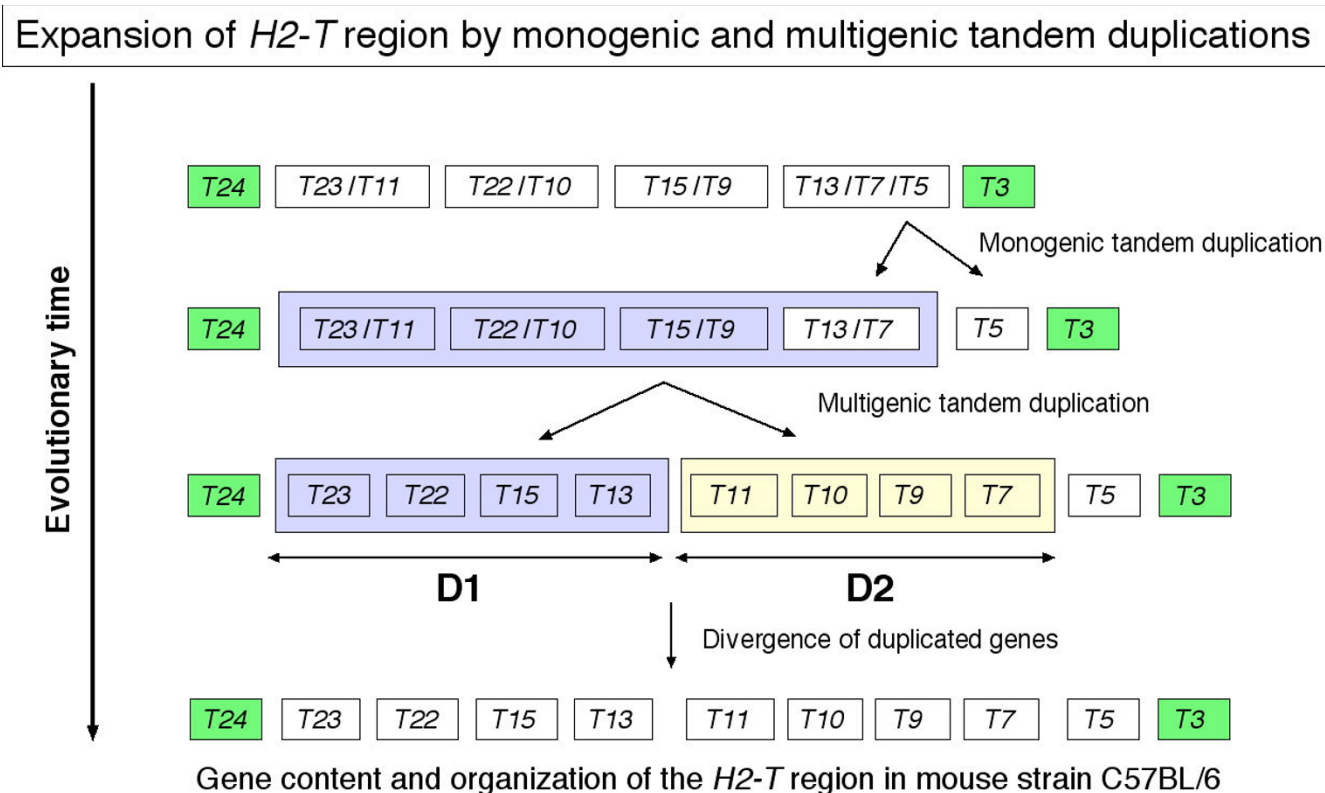 Expansion of H2-T region by monogenic and multigenic tandem duplications
T24 T23/T11 T22/T10 T15/T9 T13/T7/T5 T3
Monogenic tandem duplication
T24 T23/T11 T22/T10 T15/T9 T13/T7 T5 T3
Multigenic tandem duplication
Evolutionary time
T24 T23 T22 T15 T13 T11 T10 T9 T7 T5 T3
D1 D2
Divergence of duplicated genes
T24 T23 T22 T15 T13 T11 T10 T9 T7 T5 T3
Gene content and organization of the H2-T region in mouse strain C57BL/6